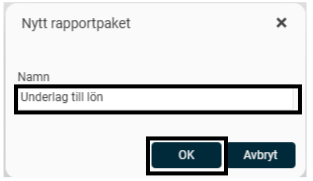 Nytt rapportpaket ×
Namn
Underlag till lön
OK Avbryt